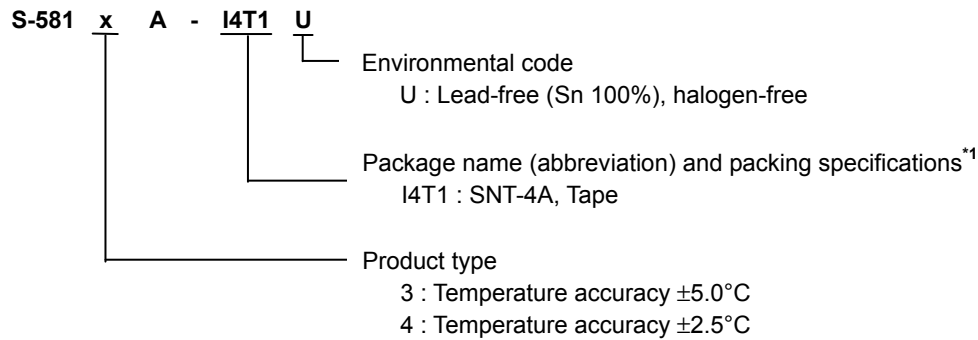 S-581 x A - I4T1 U
Environmental code
U : Lead-free (Sn 100%), halogen-free
Package name (abbreviation) and packing specifications*1
I4T1 : SNT-4A, Tape
Product type
3 : Temperature accuracy ±5.0°C
4 : Temperature accuracy ±2.5°C